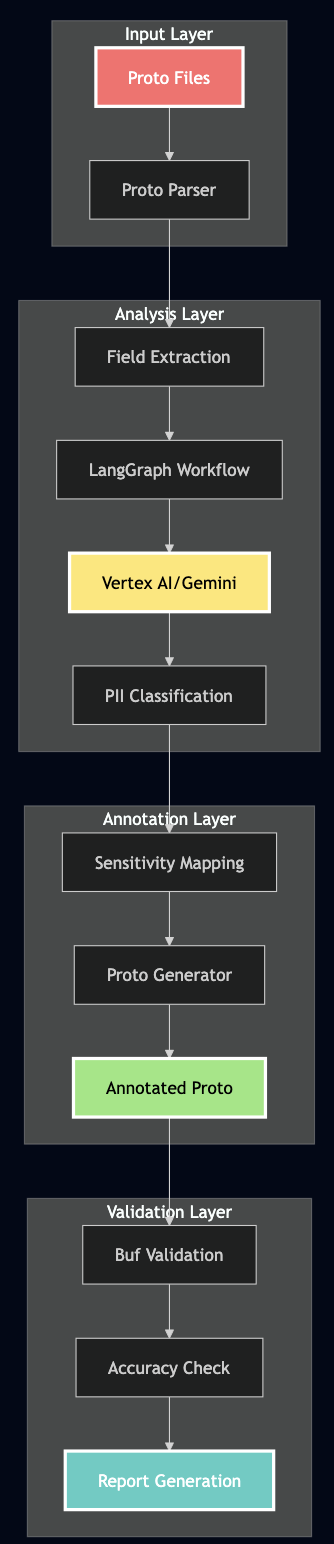 Input Layer
Proto Files
Proto Parser
Analysis Layer
Field Extraction
LangGraph Workflow
Vertex AI/Gemini
PII Classification
Annotation Layer
Sensitivity Mapping
Proto Generator
Annotated Proto
Validation Layer
Buf Validation
Accuracy Check
Report Generation